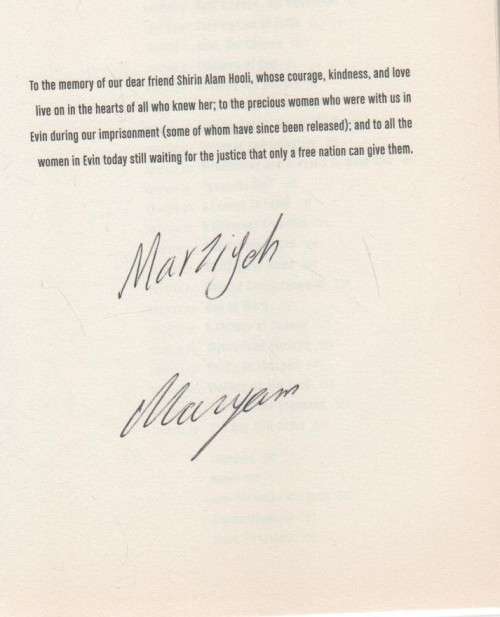 To the memory of our dear friend Shirin Alam Hooli, whose courage, kindness, and love
live on in the hearts of all who knew her; to the precious women who were with us in
Evin during our imprisonment (some of whom have since been released); and to all the
women in Evin today still waiting for the justice that only a free nation can give them.
Marziyeh
Maryam